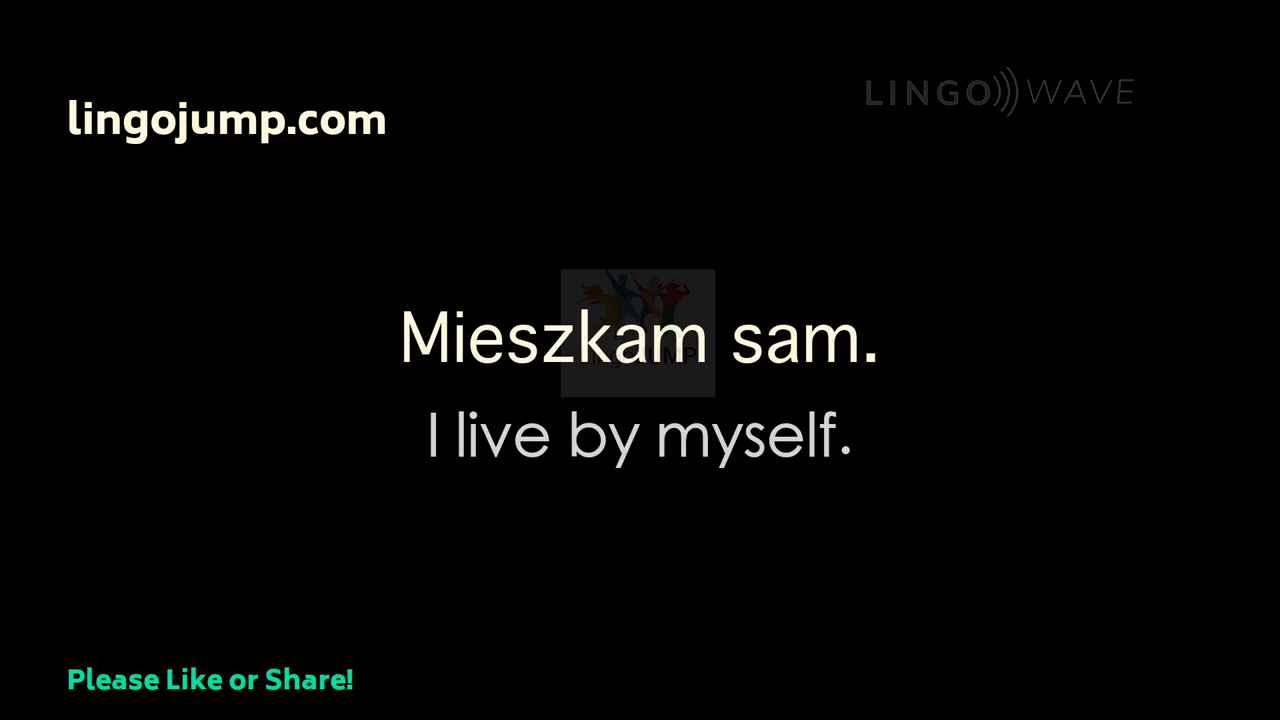 lingojump.com
LINGO WAVE
Mieszkam sam.
I live by myself.
Please Like or Share!